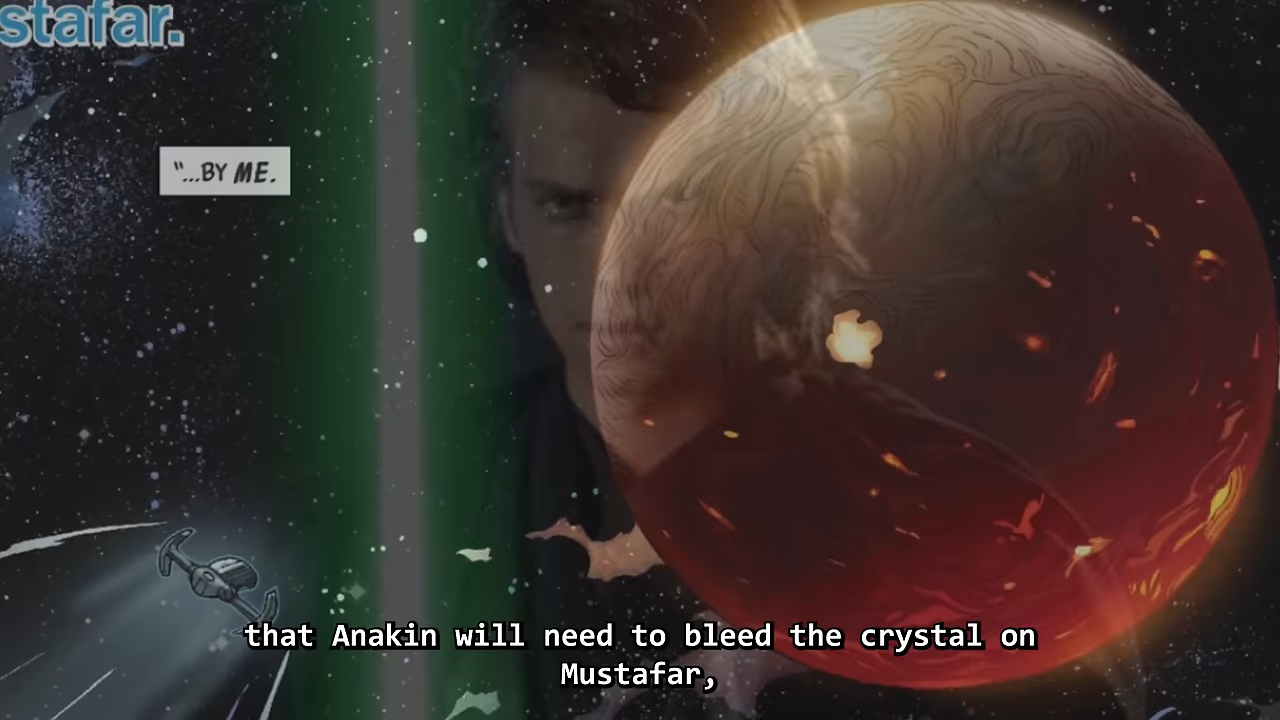 stafar.
"...BY ME.
that Anakin will need to bleed the crystal on
Mustafar,